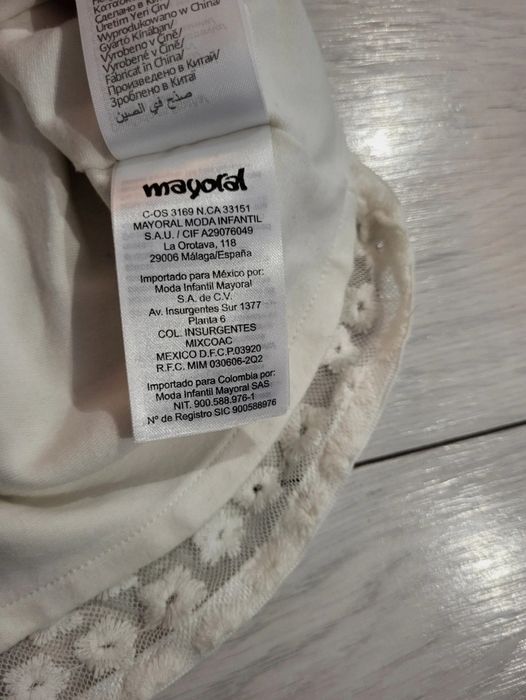 Сделано в Ки
Üretim Yeri Çin/
Wyprodukowano w China/
Gyártó Kínában/
Vyrobeno v Číně/
Vyrobené v Číne/
Fabricat in China/
Произведено в Китай/
Зроблено в Китаї
صنع في الصين
mayoral
C-OS 3169 N.CA 33151
MAYORAL MODA INFANTIL
S.A.U. / CIF A29076049
La Orotava, 118
29006 Málaga/España
Importado para México por:
Moda Infantil Mayoral
S.A. de C.V.
Av. Insurgentes Sur 1377
Planta 6
COL. INSURGENTES
MIXCOAC
MEXICO D.F.C.P.03920
R.F.C. MIM 030606-2Q2
Importado para Colombia por:
Moda Infantil Mayoral SAS
NIT. 900.588.976-1
Nº de Registro SIC 900588976